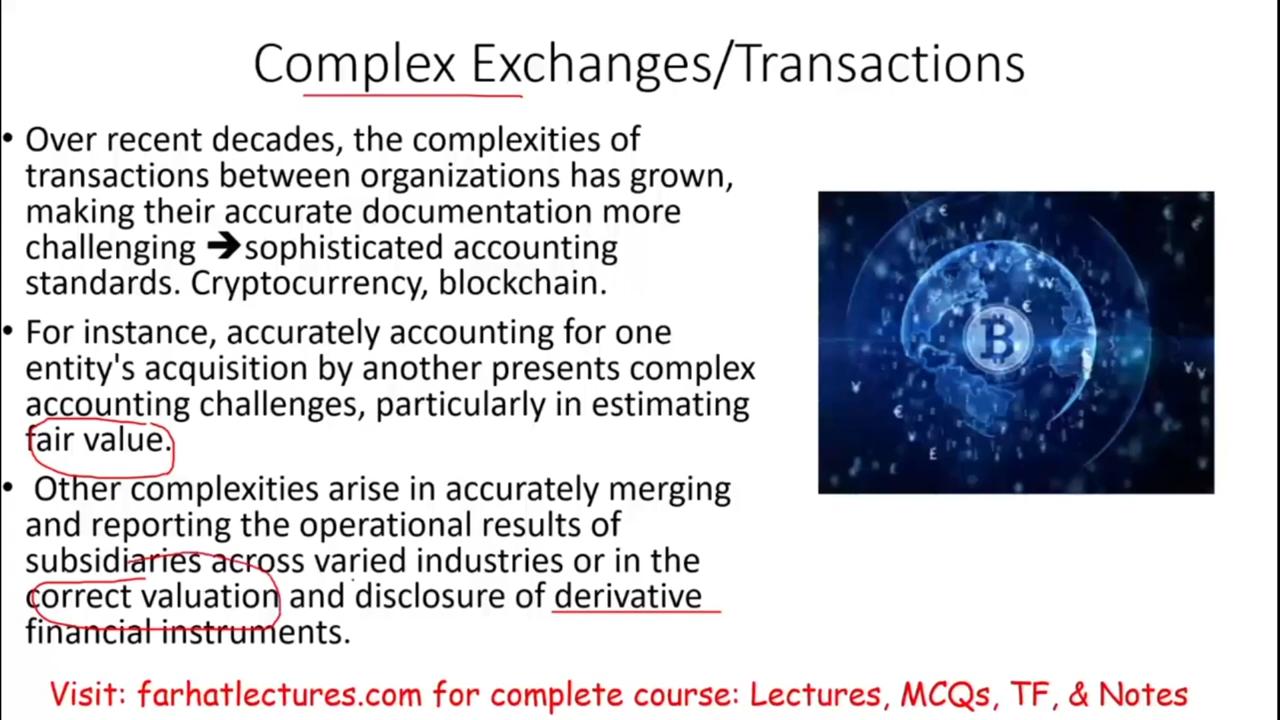 Complex Exchanges/Transactions
• Over recent decades, the complexities of
transactions between organizations has grown,
making their accurate documentation more
challenging ➔sophisticated accounting
standards. Cryptocurrency, blockchain.
• For instance, accurately accounting for one
entity's acquisition by another presents complex
accounting challenges, particularly in estimating
fair value.
• Other complexities arise in accurately merging
and reporting the operational results of
subsidiaries across varied industries or in the
correct valuation and disclosure of derivative
financial instruments.
Visit: farhatlectures.com for complete course: Lectures, MCQs, TF, & Notes